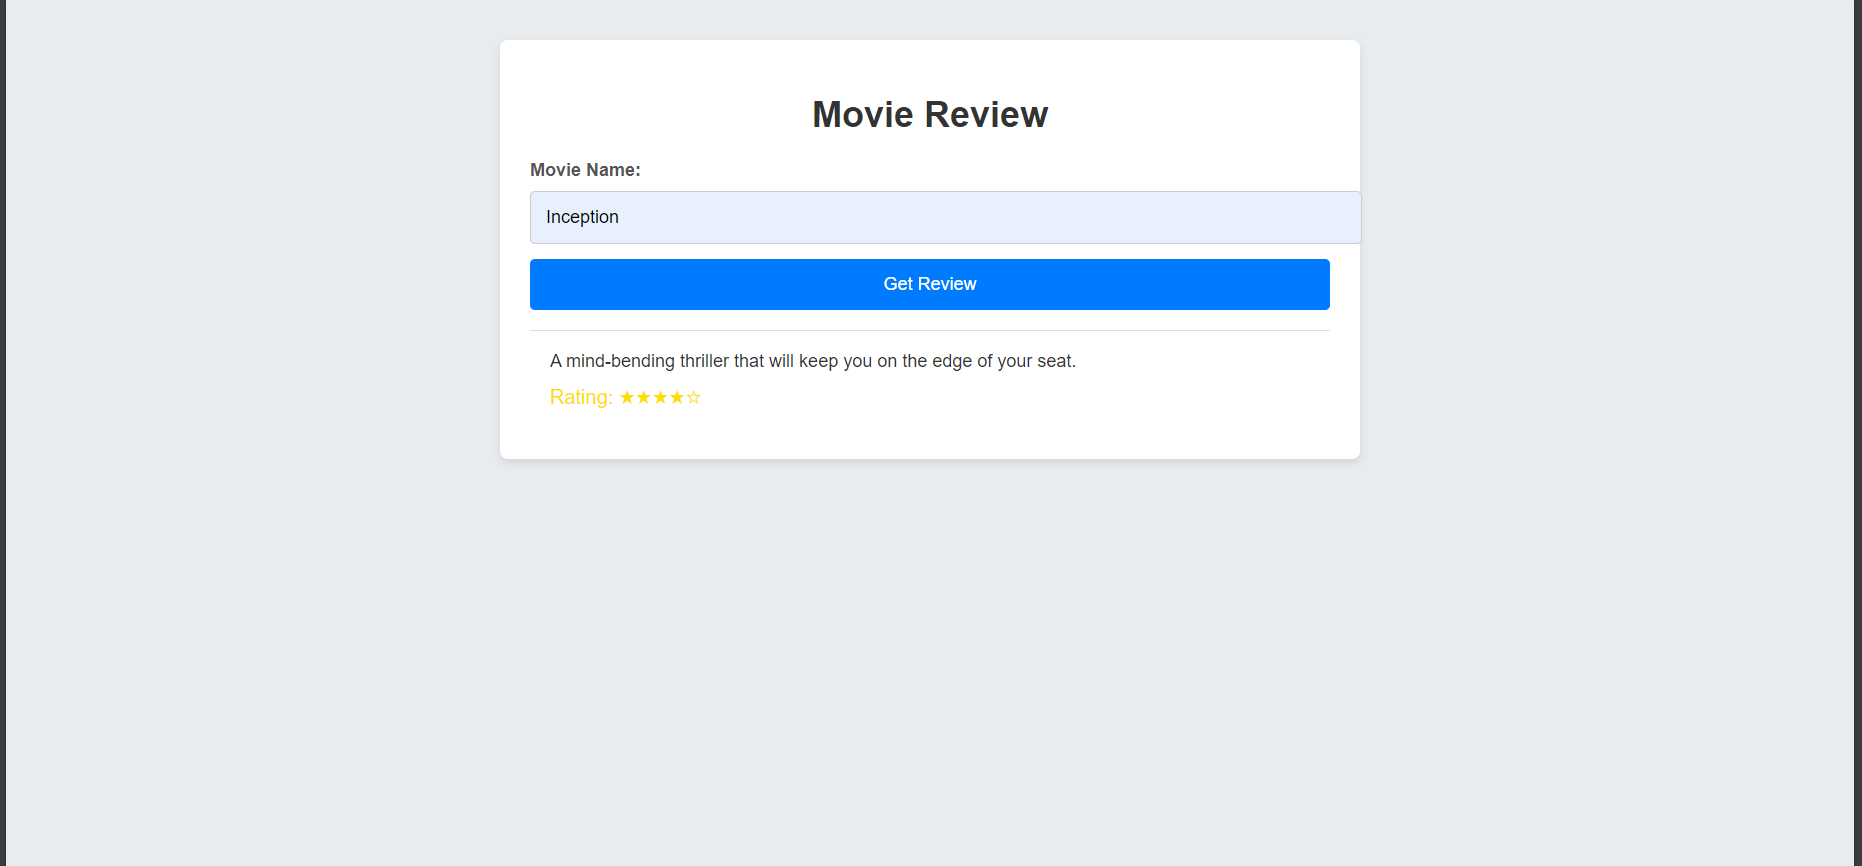 Movie Review
Movie Name:
Inception
Get Review
A mind-bending thriller that will keep you on the edge of your seat.
Rating: ★★★★☆